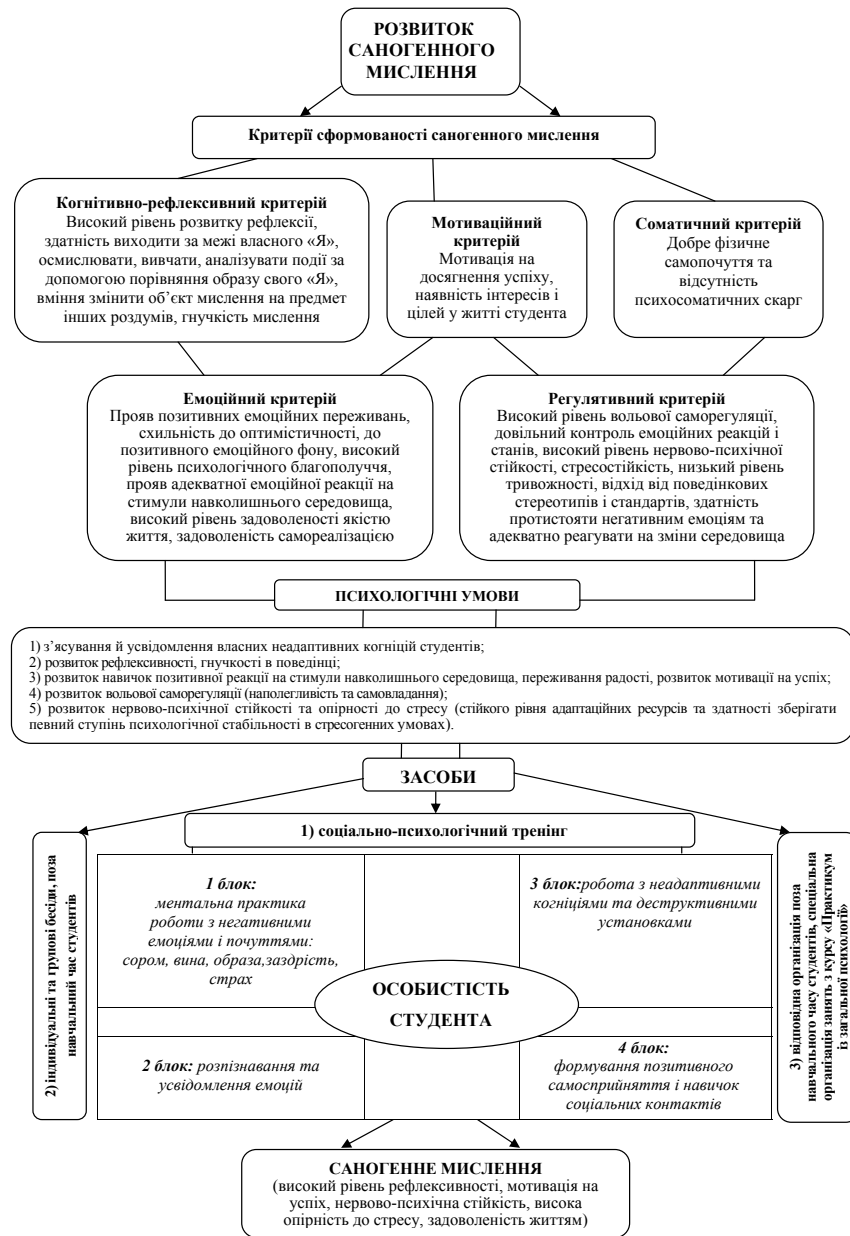 РОЗВИТОК
САНОГЕННОГО
МИСЛЕННЯ
Критерії сформованості саногенного мислення
Когнітивно-рефлексивний критерій
Високий рівень розвитку рефлексії,
здатність виходити за межі власного «Я»,
осмислювати, вивчати, аналізувати події за
допомогою порівняння образу свого «Я»,
вміння змінити об’єкт мислення на предмет
інших роздумів, гнучкість мислення
Мотиваційний
критерій
Мотивація на
досягнення успіху,
наявність інтересів і
цілей у житті студента
Соматичний критерій
Добре фізичне
самопочуття та
відсутність
психосоматичних скарг
Емоційний критерій
Прояв позитивних емоційних переживань,
схильність до оптимістичності, до
позитивного емоційного фону, високий
рівень психологічного благополуччя,
прояв адекватної емоційної реакції на
стимули навколишнього середовища,
високий рівень задоволеності якістю
життя, задоволеність самореалізацією
Регулятивний критерій
Високий рівень вольової саморегуляції,
довільний контроль емоційних реакцій і
станів, високий рівень нервово-психічної
стійкості, стресостійкість, низький рівень
тривожності, відхід від поведінкових
стереотипів і стандартів, здатність
протистояти негативним емоціям та
адекватно реагувати на зміни середовища
ПСИХОЛОГІЧНІ УМОВИ
1) з’ясування й усвідомлення власних неадаптивних когніцій студентів;
2) розвиток рефлексивності, гнучкості в поведінці;
3) розвиток навичок позитивної реакції на стимули навколишнього середовища, переживання радості, розвиток мотивації на успіх;
4) розвиток вольової саморегуляції (наполегливість та самовладання);
5) розвиток нервово-психічної стійкості та опірності до стресу (стійкого рівня адаптаційних ресурсів та здатності зберігати
певний ступінь психологічної стабільності в стресогенних умовах).
ЗАСОБИ
1) соціально-психологічний тренінг
2) індивідуальні та групові бесіди, поза
навчальний час студентів
1 блок:
ментальна практика
роботи з негативними
емоціями і почуттями:
сором, вина, образа,заздрість,
страх
3 блок:робота з неадаптивними
когніціями та деструктивними
установками
ОСОБИСТІСТЬ
СТУДЕНТА
2 блок: розпізнавання та
усвідомлення емоцій
4 блок:
формування позитивного
самосприйняття і навичок
соціальних контактів
3) відповідна організація поза
навчального часу студентів, спеціальна
організація занять з курсу «Практикум
із загальної психології»
САНОГЕННЕ МИСЛЕННЯ
(високий рівень рефлексивності, мотивація на
успіх, нервово-психічна стійкість, висока
опірність до стресу, задоволеність життям)